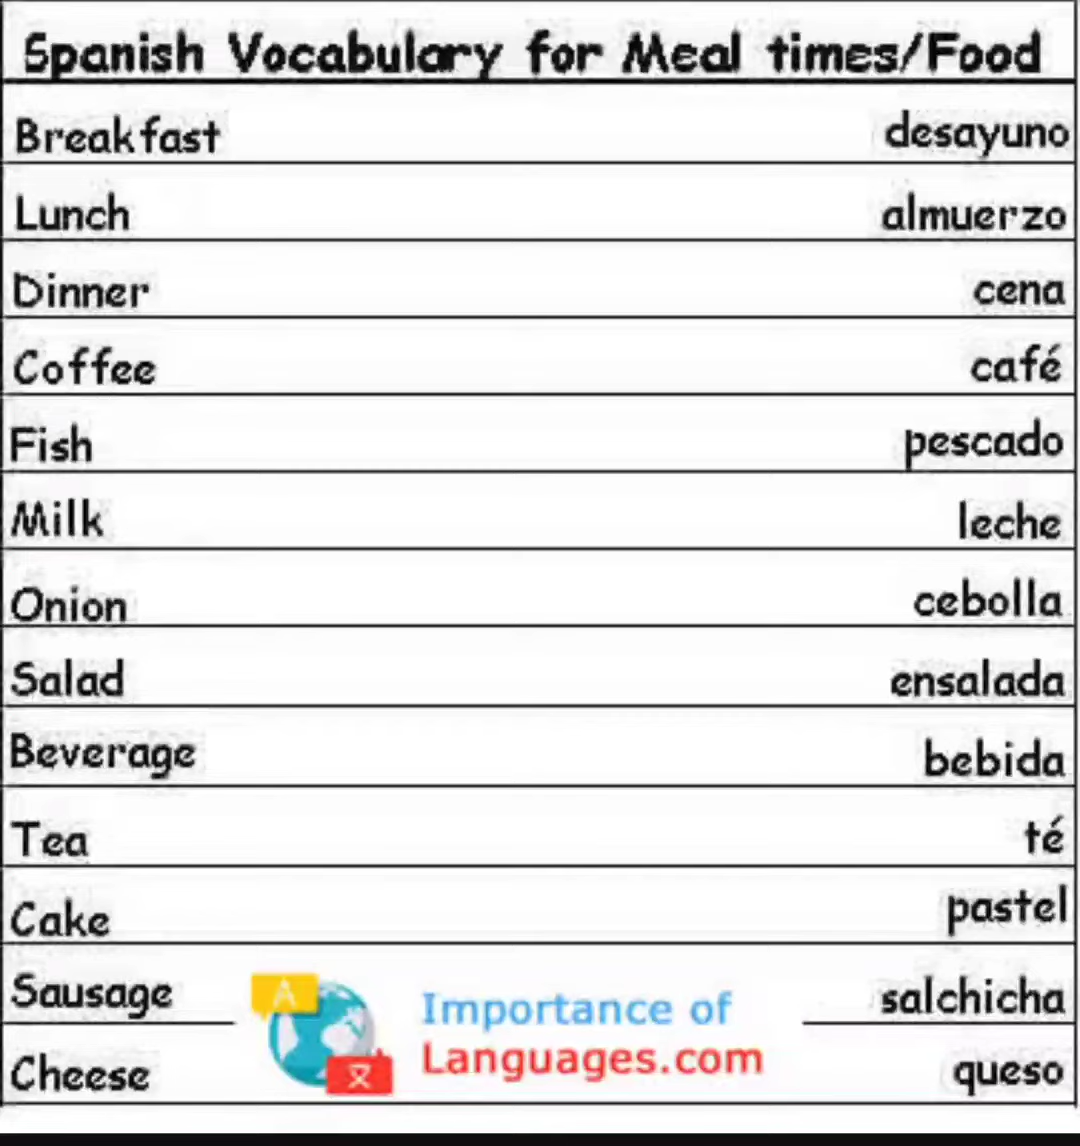 Spanish Vocabulary for Meal times/Food
Breakfast desayuno
Lunch almuerzo
Dinner cena
Coffee café
Fish pescado
Milk leche
Onion cebolla
Salad ensalada
Beverage bebida
Tea té
Cake pastel
Sausage salchicha
A
Importance of
Languages.com
文
Cheese queso